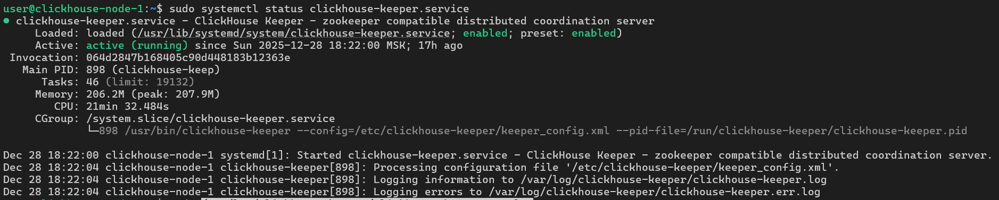 user@clickhouse-node-1:~$ sudo systemctl status clickhouse-keeper.service
● clickhouse-keeper.service - ClickHouse Keeper - zookeeper compatible distributed coordination server
     Loaded: loaded (/usr/lib/systemd/system/clickhouse-keeper.service; enabled; preset: enabled)
     Active: active (running) since Sun 2025-12-28 18:22:00 MSK; 17h ago
 Invocation: 064d2847b168405c90d448183b12363e
   Main PID: 898 (clickhouse-keep)
      Tasks: 46 (limit: 19132)
     Memory: 206.2M (peak: 207.9M)
        CPU: 21min 32.484s
     CGroup: /system.slice/clickhouse-keeper.service
             └─898 /usr/bin/clickhouse-keeper --config=/etc/clickhouse-keeper/keeper_config.xml --pid-file=/run/clickhouse-keeper/clickhouse-keeper.pid

Dec 28 18:22:00 clickhouse-node-1 systemd[1]: Started clickhouse-keeper.service - ClickHouse Keeper - zookeeper compatible distributed coordination server.
Dec 28 18:22:04 clickhouse-node-1 clickhouse-keeper[898]: Processing configuration file '/etc/clickhouse-keeper/keeper_config.xml'.
Dec 28 18:22:04 clickhouse-node-1 clickhouse-keeper[898]: Logging information to /var/log/clickhouse-keeper/clickhouse-keeper.log
Dec 28 18:22:04 clickhouse-node-1 clickhouse-keeper[898]: Logging errors to /var/log/clickhouse-keeper/clickhouse-keeper.err.log